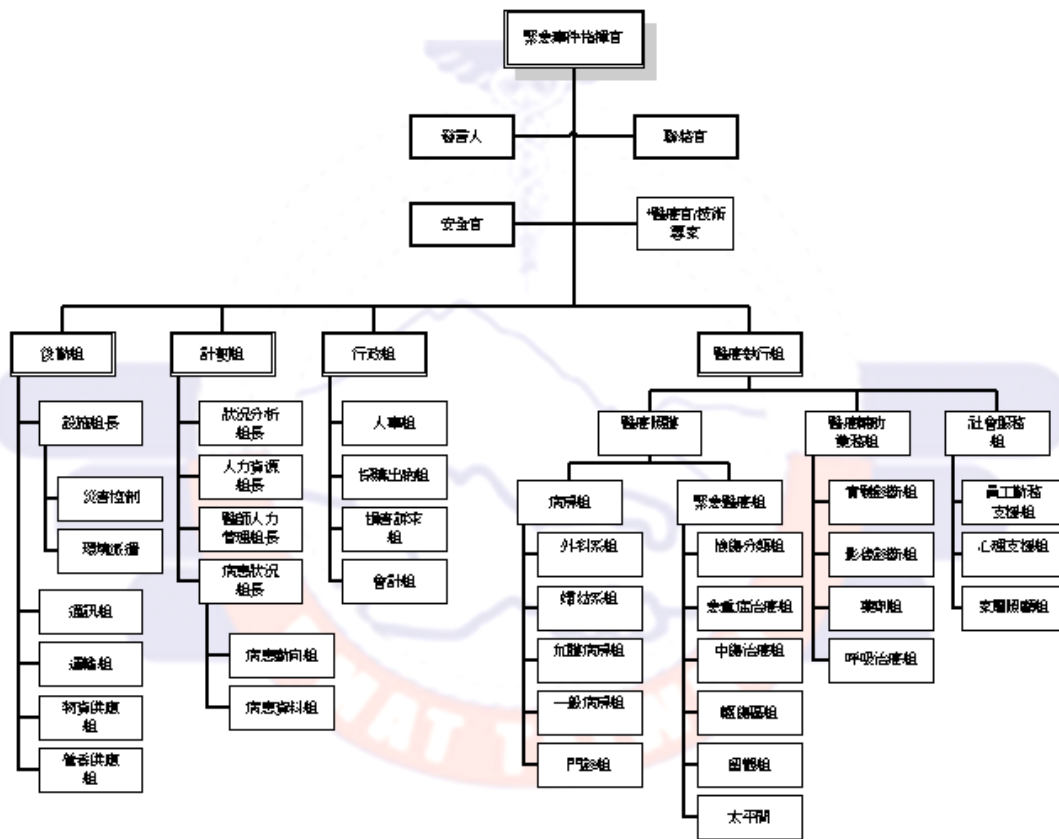 緊急事件指揮官
發言人
聯絡官
安全官
*醫療官/技術
專家
後勤組
計劃組
行政組
醫療執行組
設施組長
災害控制
環境派遣
通訊組
運輸組
物資供應
組
營養供應
組
狀況分析
組長
人力資源
組長
醫師人力
管理組長
病患狀況
組長
病患動向組
病患資料組
人事組
採購出納組
損害訴求
組
會計組
醫療照護
醫療輔助
業務組
社會服務
組
病房組
緊急醫療組
外科系組
婦幼系組
加護病房組
一般病房組
門診組
檢傷分類組
急重症治療組
中傷治療組
輕傷區組
留觀組
太平間
實驗診斷組
影像診斷組
藥劑組
呼吸治療組
員工勤務
支援組
心理支援組
家屬照顧組